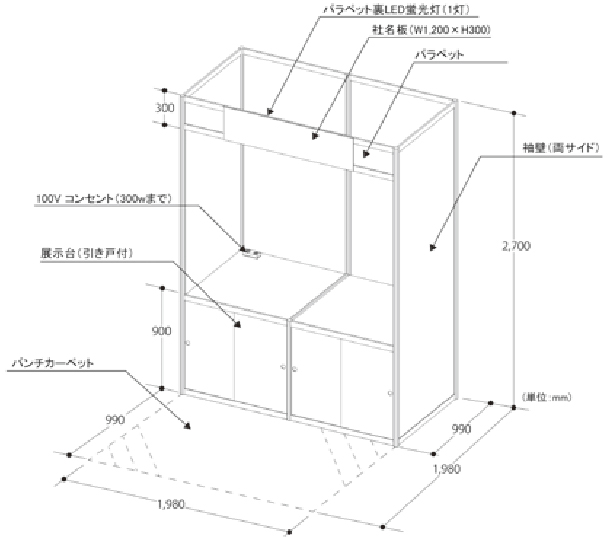 パラペット裏LED蛍光灯(1灯)
社名板(W1,200×H300)
パラペット
300
袖壁(両サイド)
100V コンセント(300wまで)
2,700
展示台(引き戸付)
900
パンチカーペット
(単位:mm)
990
990
1,980
1,980